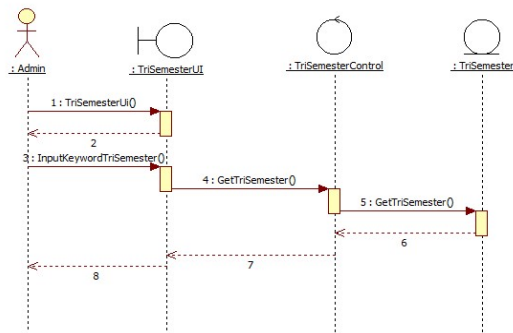 : Admin
: TriSemesterUI
: TriSemesterControl
: TriSemester
1 : TriSemesterUi()
2
3 : InputKeywordTriSemester()
4 : GetTriSemester()
5 : GetTriSemester()
6
7
8